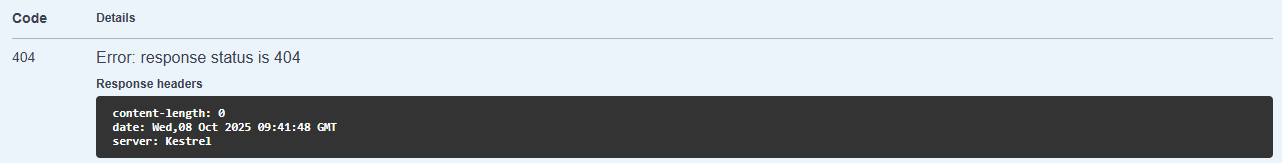 Code Details
404 Error: response status is 404
Response headers
content-length: 0
date: Wed,08 Oct 2025 09:41:48 GMT
server: Kestrel